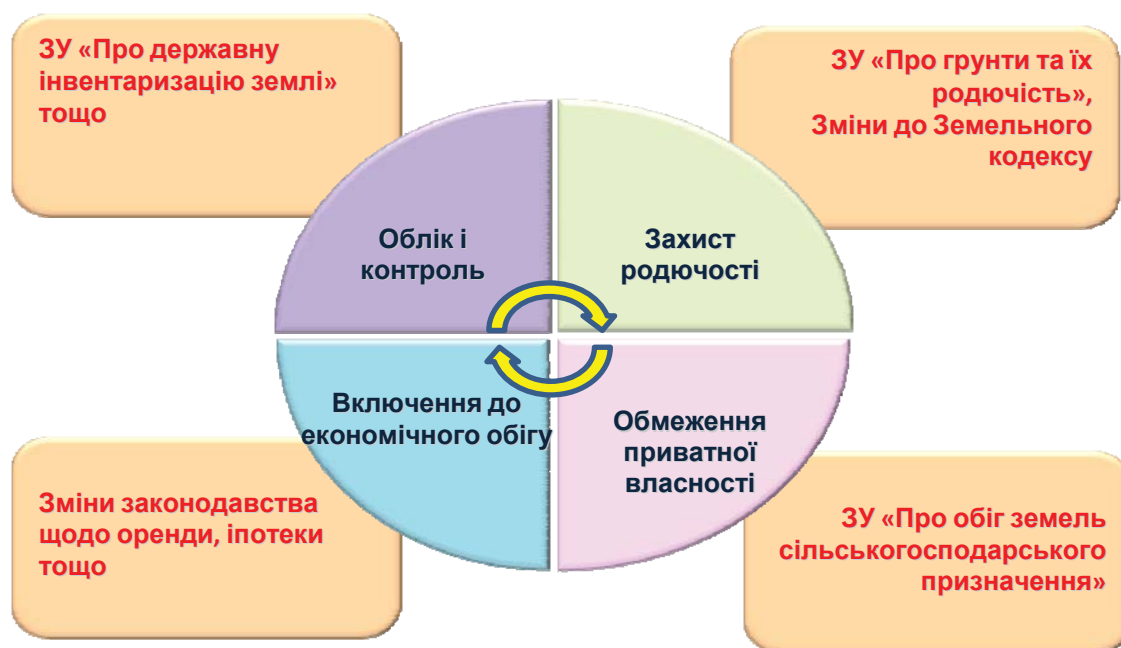 ЗУ «Про державну
інвентаризацію землі»
тощо
ЗУ «Про грунти та їх
родючість»,
Зміни до Земельного
кодексу
Облік і
контроль
Захист
родючості
Включення до
економічного обігу
Обмеження
приватної
власності
Зміни законодавства
щодо оренди, іпотеки
тощо
ЗУ «Про обіг земель
сільськогосподарського
призначення»